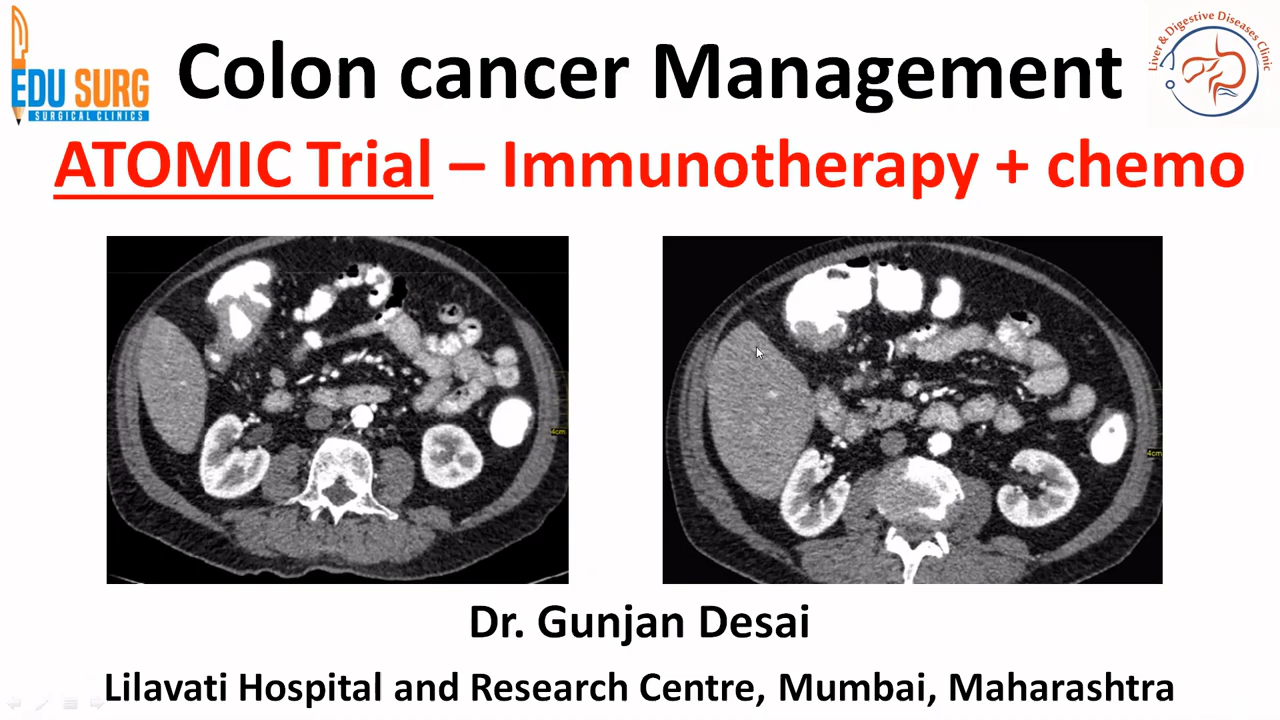 EDU SURG
SURGICAL CLINICS
Colon cancer Management
Liver & Digestive Diseases Clinic
ATOMIC Trial – Immunotherapy + chemo
4cm
4cm
Dr. Gunjan Desai
Lilavati Hospital and Research Centre, Mumbai, Maharashtra